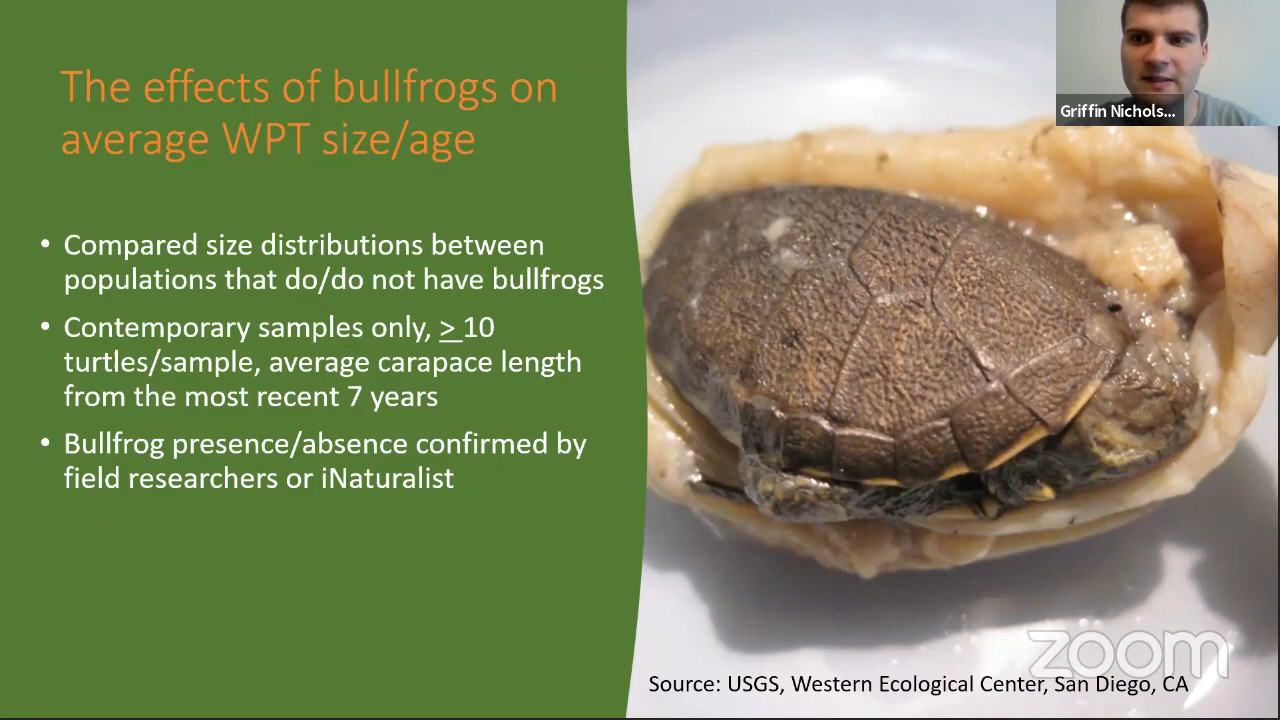 The effects of bullfrogs on
average WPT size/age
• Compared size distributions between
populations that do/do not have bullfrogs
• Contemporary samples only, > 10
turtles/sample, average carapace length
from the most recent 7 years
• Bullfrog presence/absence confirmed by
field researchers or iNaturalist
Griffin Nichols...
zoom
Source: USGS, Western Ecological Center, San Diego, CA